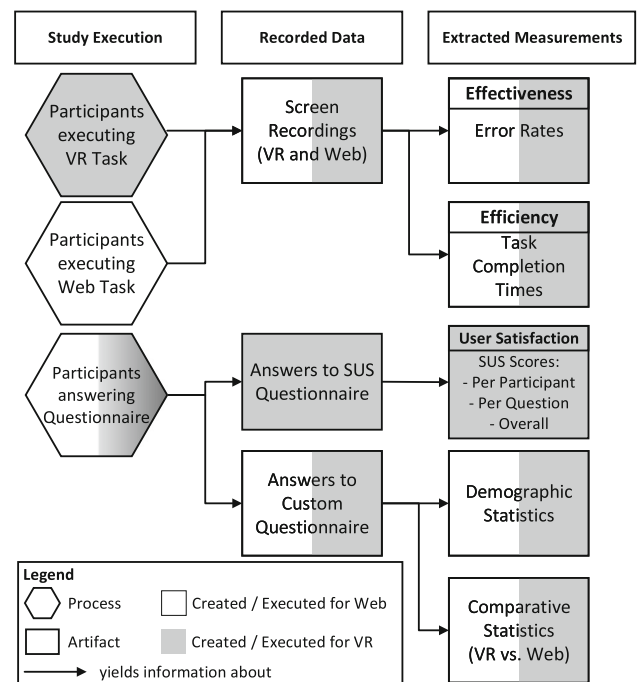 Study Execution
Recorded Data
Extracted Measurements
Participants
executing
VR Task
Screen
Recordings
(VR and Web)
Effectiveness
Error Rates
Participants
executing
Web Task
Efficiency
Task
Completion
Times
Participants
answering
Questionnaire
Answers to SUS
Questionnaire
User Satisfaction
SUS Scores:
- Per Participant
- Per Question
- Overall
Answers to
Custom
Questionnaire
Demographic
Statistics
Comparative
Statistics
(VR vs. Web)
Legend
Process
Created / Executed for Web
Artifact
Created / Executed for VR
yields information about